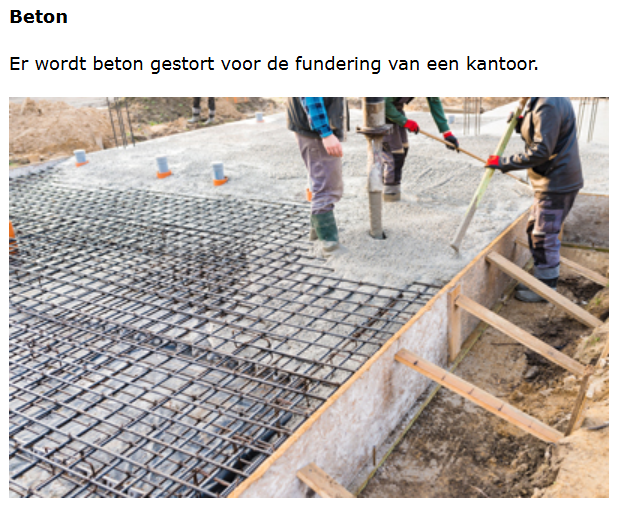 Beton
Er wordt beton gestort voor de fundering van een kantoor.